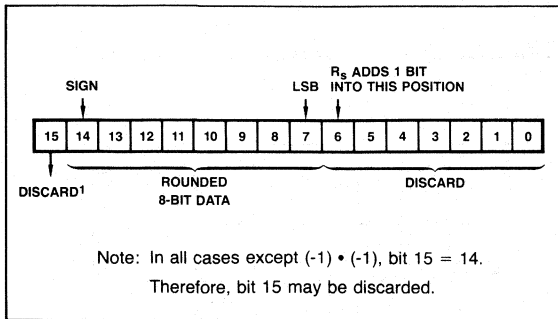 SIGN
LSB
R_S ADDS 1 BIT
INTO THIS POSITION
15 14 13 12 11 10 9 8 7 6 5 4 3 2 1 0
DISCARD¹
ROUNDED
8-BIT DATA
DISCARD
Note: In all cases except (-1) • (-1), bit 15 = 14.
Therefore, bit 15 may be discarded.